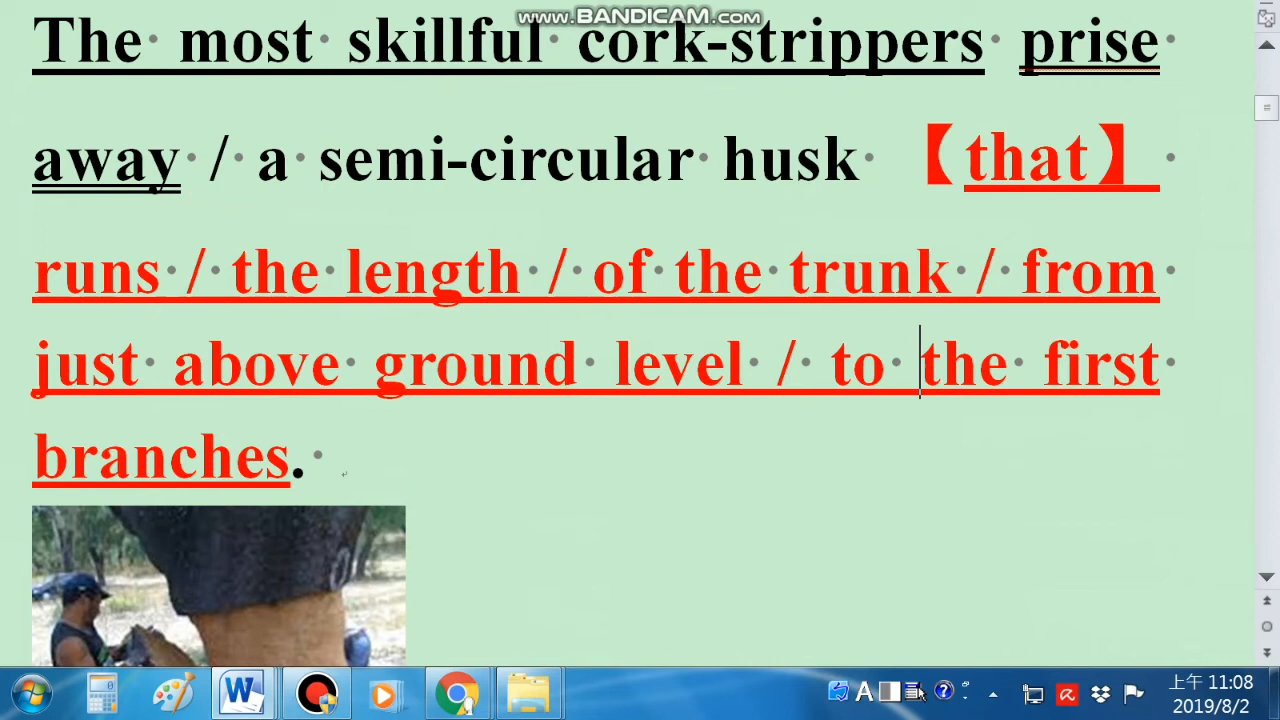 www.BANDICAM.com
The most skillful cork-strippers prise
away / a semi-circular husk 【that】
runs / the length / of the trunk / from
just above ground level / to the first
branches.
上午 11:08
2019/8/2